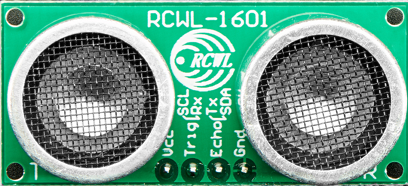 RCWL-1601
RCWL
T
Vcc
Trig SCL Rx
Echo Tx SDA
Gnd
R